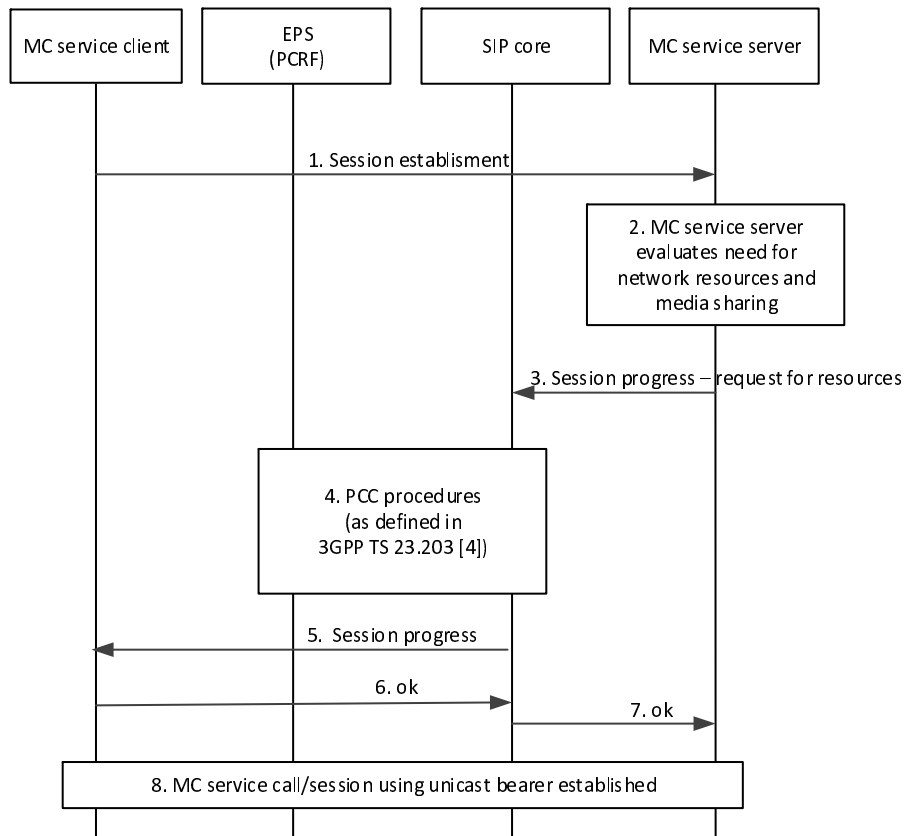 MC service client
EPS
(PCRF)
SIP core
MC service server
1. Session establisment
2. MC service server
evaluates need for
network resources and
media sharing
3. Session progress – request for resources
4. PCC procedures
(as defined in
3GPP TS 23.203 [4])
5. Session progress
6. ok
7. ok
8. MC service call/session using unicast bearer established